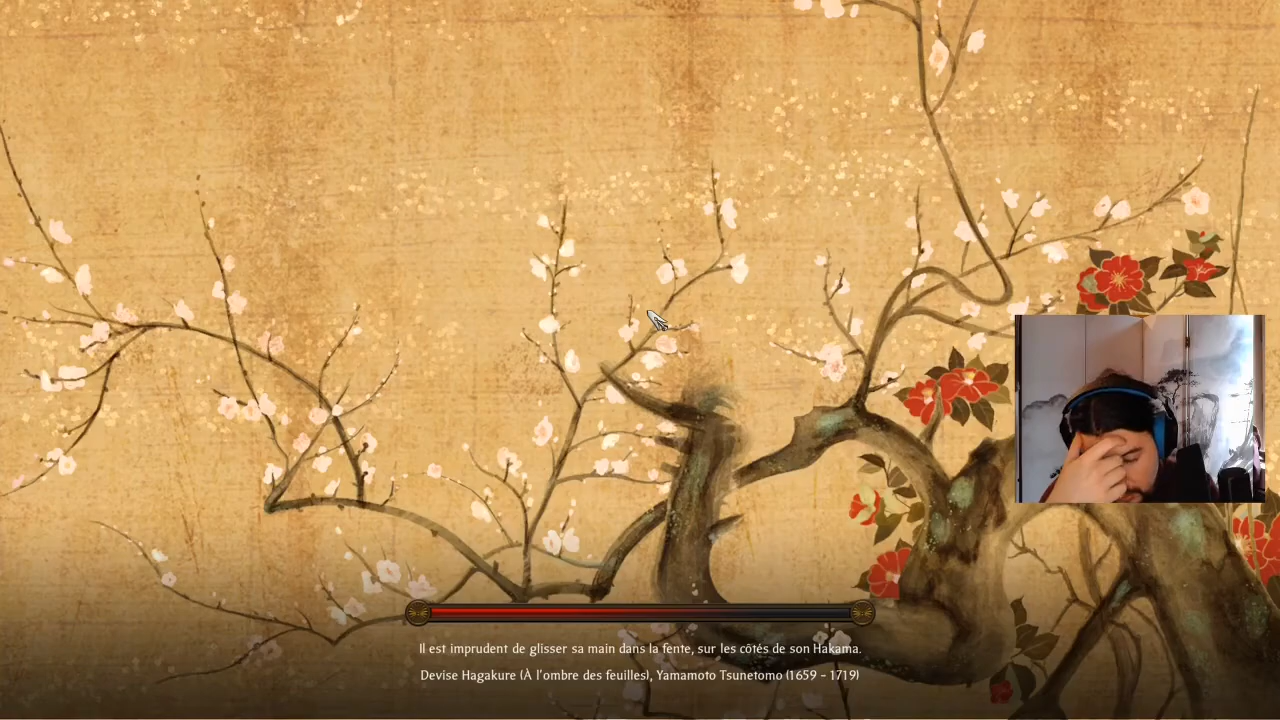 Il est imprudent de glisser sa main dans la fente, sur les côtés de son Hakama.
Devise Hagakure (À l'ombre des feuilles), Yamamoto Tsunetomo (1659 - 1719)